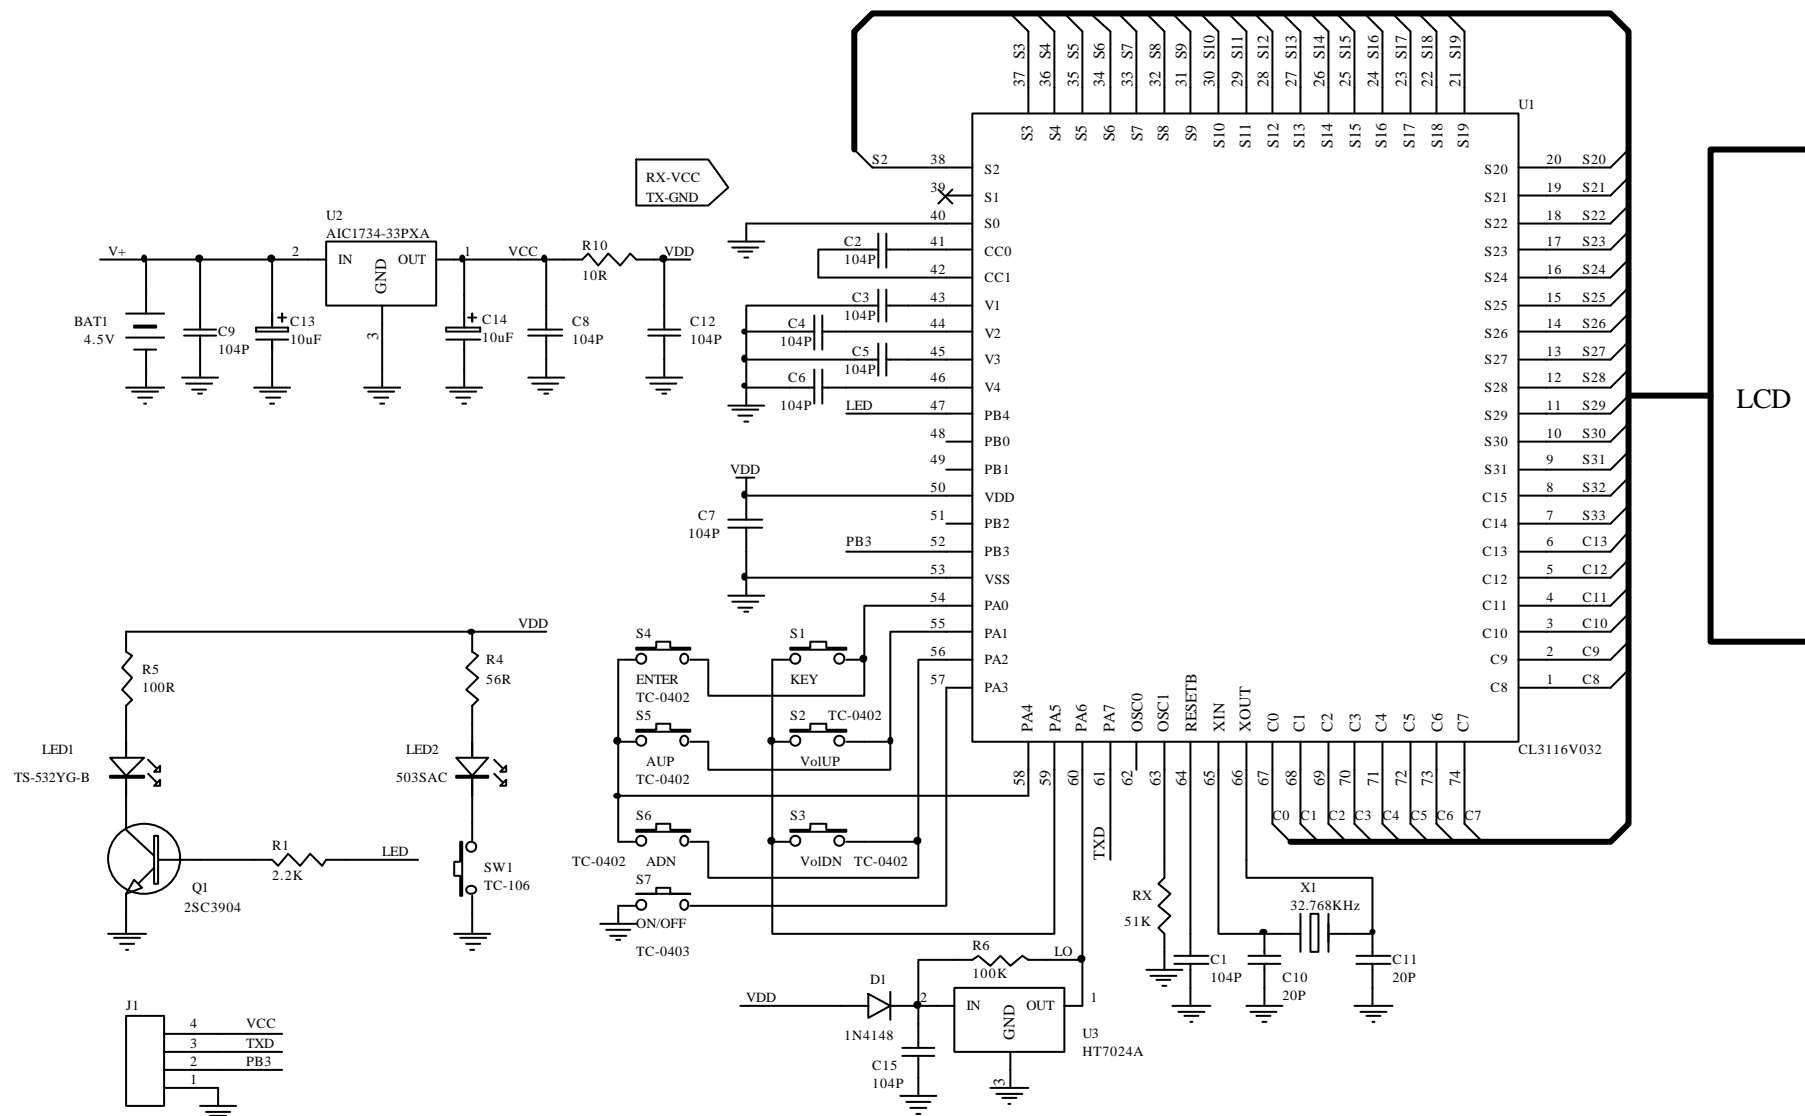 37 S3
36 S4
35 S5
34 S6
33 S7
32 S8
31 S9
30 S10
29 S11
28 S12
27 S13
26 S14
25 S15
24 S16
23 S17
22 S18
21 S19
U1
S3 S4 S5 S6 S7 S8 S9 S10 S11 S12 S13 S14 S15 S16 S17 S18 S19
S2 38 S2
39 S1
40 S0
41 CC0
42 CC1
43 V1
44 V2
45 V3
46 V4
LED 47 PB4
48 PB0
49 PB1
50 VDD
51 PB2
PB3 52 PB3
53 VSS
54 PA0
55 PA1
56 PA2
57 PA3
S20 20 S20
S21 19 S21
S22 18 S22
S23 17 S23
S24 16 S24
S25 15 S25
S26 14 S26
S27 13 S27
S28 12 S28
S29 11 S29
S30 10 S30
S31 9 S31
C15 8 S32
C14 7 S33
C13 6 C13
C12 5 C12
C11 4 C11
C10 3 C10
C9 2 C9
C8 1 C8
PA4 PA5 PA6 PA7 OSC0 OSC1 RESETB XIN XOUT C0 C1 C2 C3 C4 C5 C6 C7
58 59 60 61 62 63 64 65 66 67 68 69 70 71 72 73 74
C0 C1 C2 C3 C4 C5 C6 C7
CL3116V032
LCD
RX-VCC
TX-GND
U2
AIC1734-33PXA
V+ 2 IN OUT 1 VCC
GND
3
R10
10R
VDD
BAT1
4.5V
C9
104P
C13
+
10uF
C14
+
10uF
C8
104P
C12
104P
C2
104P
C3
104P
C4
104P
C5
104P
C6
104P
VDD
C7
104P
VDD
R5
100R
R4
56R
LED1
TS-532YG-B
LED2
503SAC
R1
2.2K
LED
Q1
2SC3904
SW1
TC-106
S4
ENTER
TC-0402
S1
KEY
S5
AUP
TC-0402
S2
TC-0402
VolUP
S6
TC-0402 ADN
S3
VolDN TC-0402
S7
ON/OFF
TC-0403
TXD
RX
51K
C1
104P
X1
32.768KHz
C10
20P
C11
20P
R6
100K
LO
D1
VDD
1N4148
2 IN OUT 1
GND
3
U3
HT7024A
C15
104P
J1
4 VCC
3 TXD
2 PB3
1